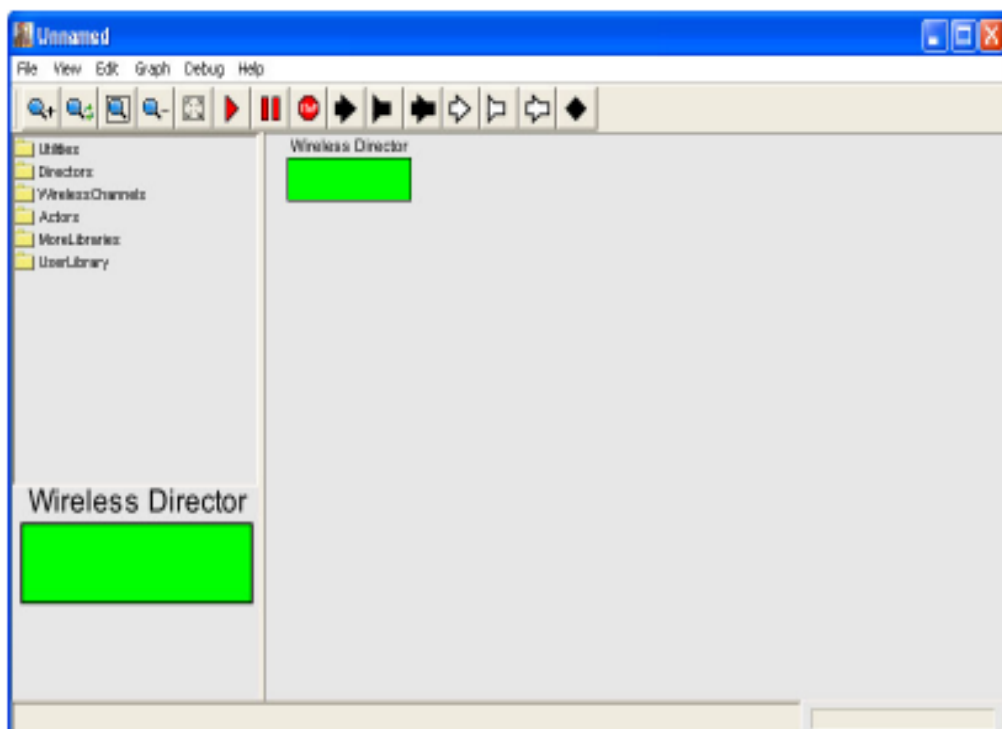 Unnamed
File View Edit Graph Debug Help
Utilities
Directors
WirelessChannels
Actors
MoreLibraries
UserLibrary
Wireless Director
Wireless Director